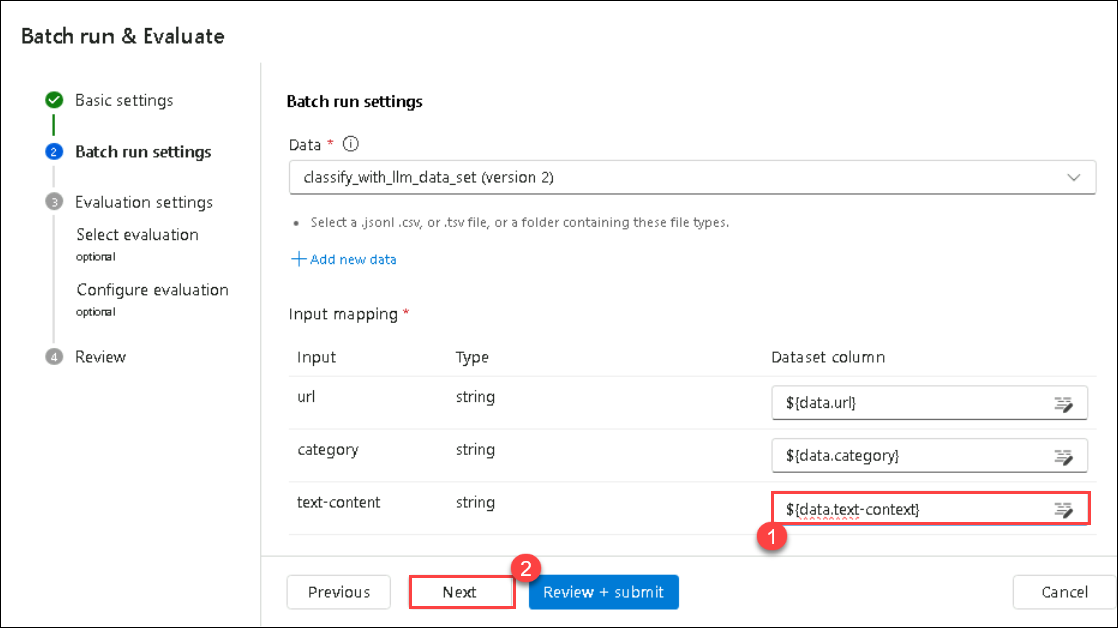 Batch run & Evaluate
Basic settings
2 Batch run settings
3 Evaluation settings
Select evaluation
optional
Configure evaluation
optional
4 Review
Batch run settings
Data *
classify_with_llm_data_set (version 2)
• Select a .jsonl .csv, or .tsv file, or a folder containing these file types.
+ Add new data
Input mapping *
Input Type Dataset column
url string ${data.url}
category string ${data.category}
text-content string ${data.text-context}
1
2
Previous Next Review + submit Cancel